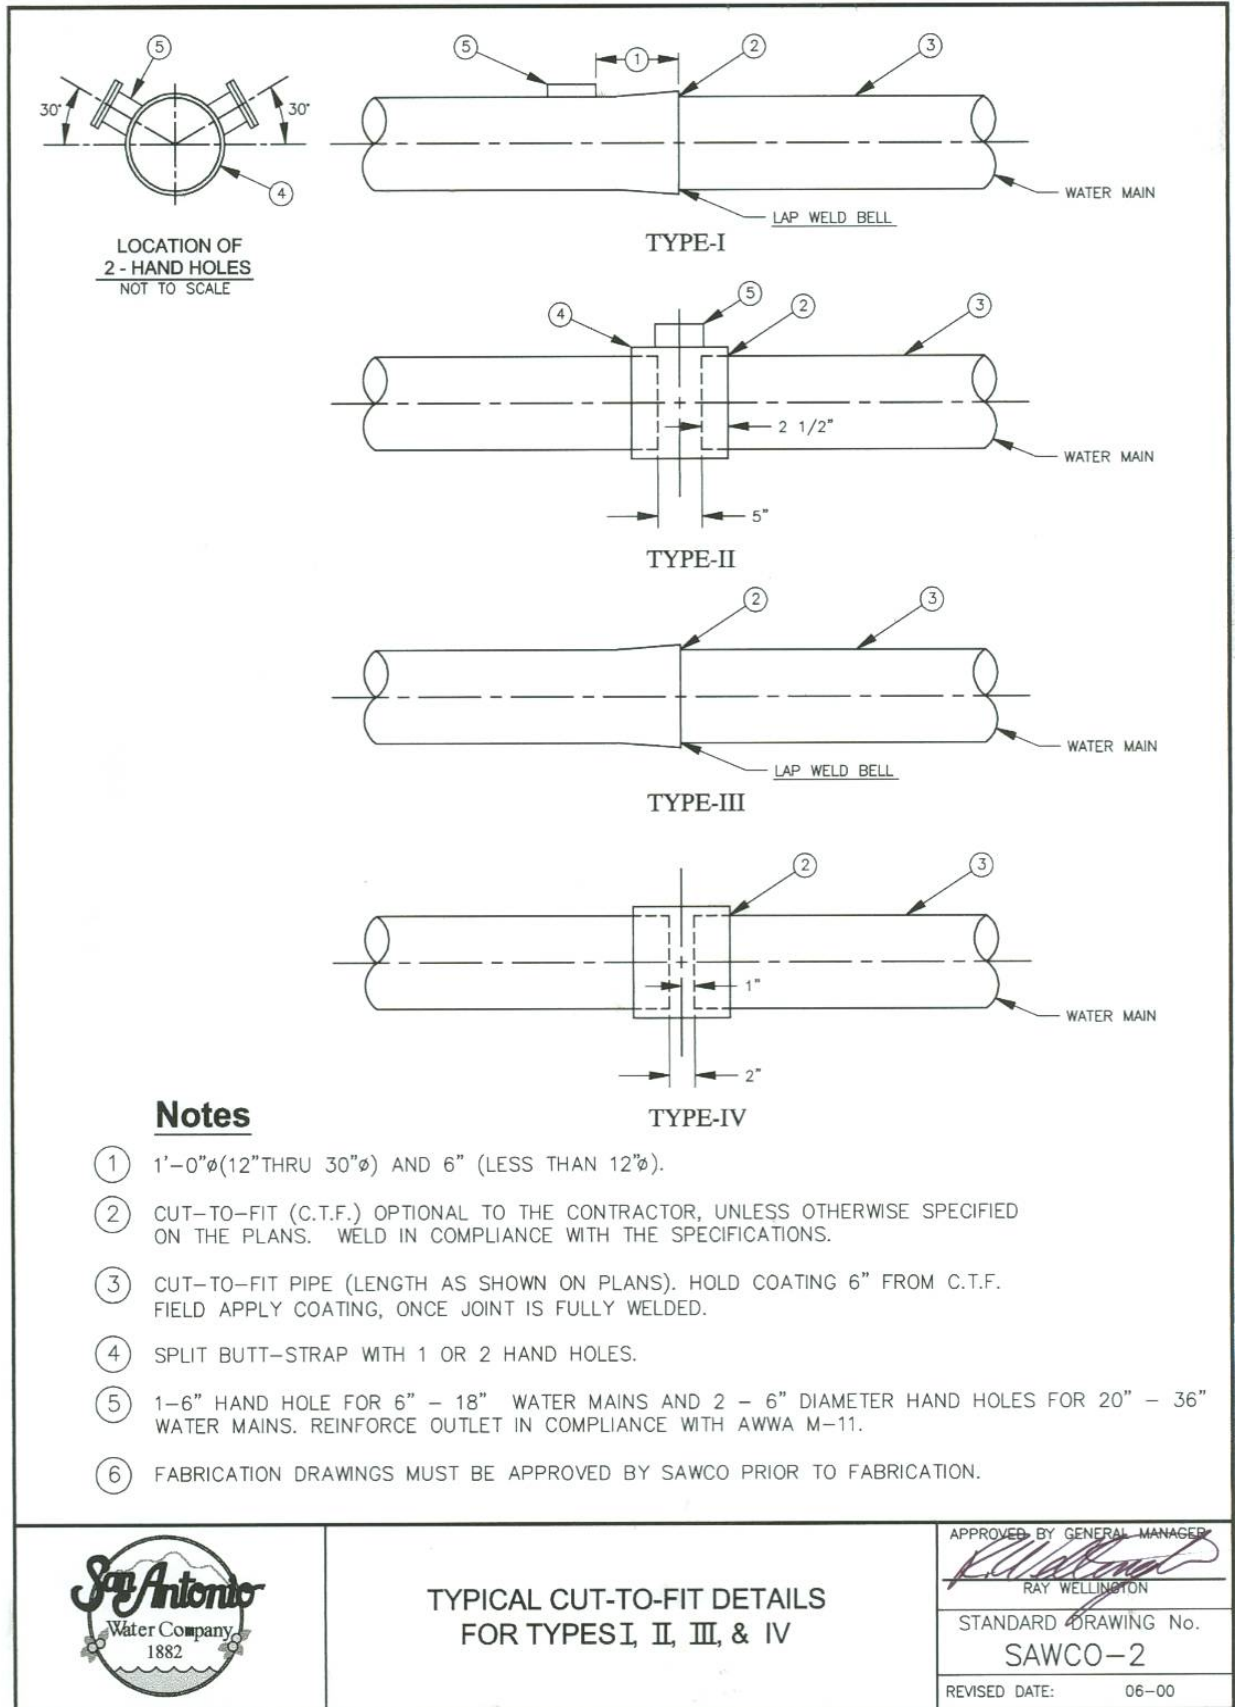 5
30°
30°
4
LOCATION OF
2 - HAND HOLES
NOT TO SCALE
5
1
2
3
WATER MAIN
LAP WELD BELL
TYPE-I
4
5
2
3
2 1/2"
WATER MAIN
5"
TYPE-II
2
3
WATER MAIN
LAP WELD BELL
TYPE-III
2
3
1"
WATER MAIN
2"
TYPE-IV
Notes
1 1'-0"ø(12"THRU 30"ø) AND 6" (LESS THAN 12"ø).
2 CUT-TO-FIT (C.T.F.) OPTIONAL TO THE CONTRACTOR, UNLESS OTHERWISE SPECIFIED
ON THE PLANS. WELD IN COMPLIANCE WITH THE SPECIFICATIONS.
3 CUT-TO-FIT PIPE (LENGTH AS SHOWN ON PLANS). HOLD COATING 6" FROM C.T.F.
FIELD APPLY COATING, ONCE JOINT IS FULLY WELDED.
4 SPLIT BUTT-STRAP WITH 1 OR 2 HAND HOLES.
5 1-6" HAND HOLE FOR 6" - 18" WATER MAINS AND 2 - 6" DIAMETER HAND HOLES FOR 20" - 36"
WATER MAINS. REINFORCE OUTLET IN COMPLIANCE WITH AWWA M-11.
6 FABRICATION DRAWINGS MUST BE APPROVED BY SAWCO PRIOR TO FABRICATION.
San Antonio
Water Company
1882
TYPICAL CUT-TO-FIT DETAILS
FOR TYPES I, II, III, & IV
APPROVED BY GENERAL MANAGER
RAY WELLINGTON
STANDARD DRAWING No.
SAWCO-2
REVISED DATE: 06-00